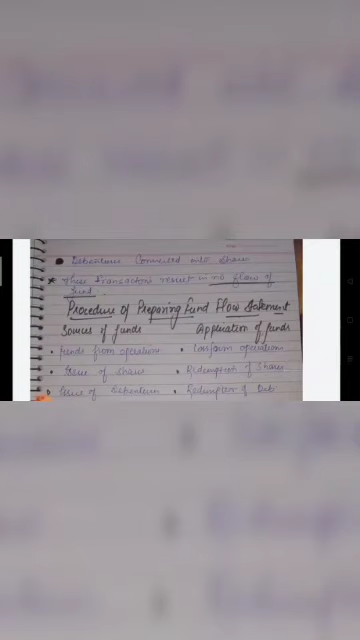 Debentures Converted into Shares
These transactions result in no flow of
fund.
Procedure of Preparing Fund Flow Statement
Sources of funds Application of funds
funds from operations operations
Issue of Shares Redemption of Shares
Issue of Debentures Redemption of Deb